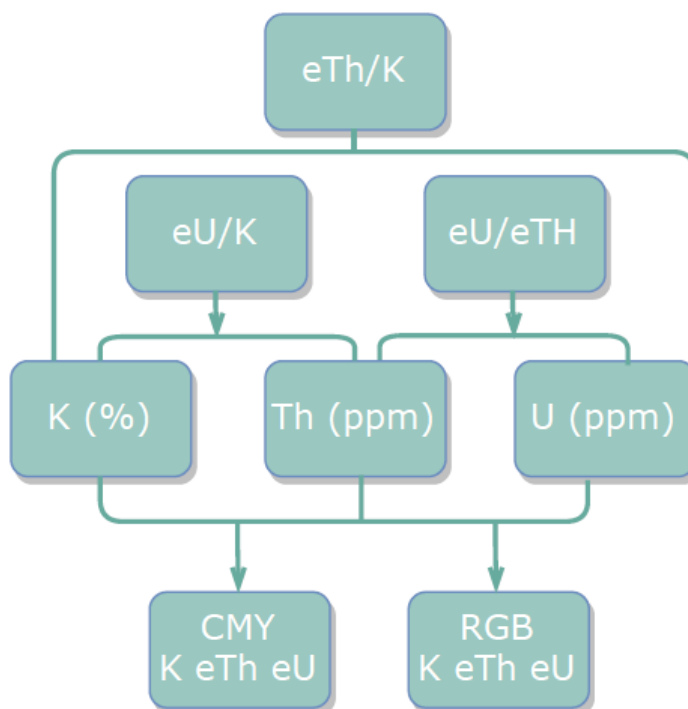 eTh/K
eU/K
eU/eTH
K (%)
Th (ppm)
U (ppm)
CMY
K eTh eU
RGB
K eTh eU